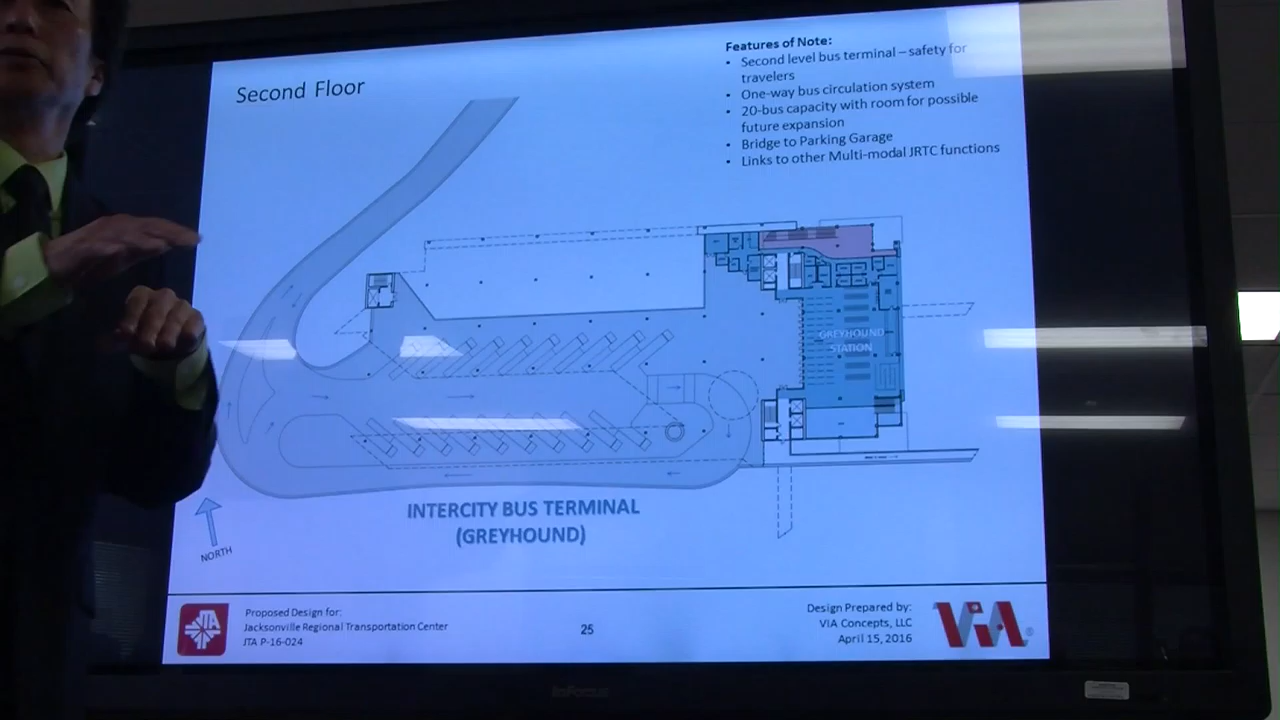 Second Floor
Features of Note:
• Second level bus terminal – safety for
travelers
• One-way bus circulation system
• 20-bus capacity with room for possible
future expansion
• Bridge to Parking Garage
• Links to other Multi-modal JRTC functions
GREYHOUND
STATION
INTERCITY BUS TERMINAL
(GREYHOUND)
NORTH
JTA
Proposed Design for:
Jacksonville Regional Transportation Center
JTA P-16-024
25
Design Prepared by:
VIA Concepts, LLC
April 15, 2016
VIA
InFocus